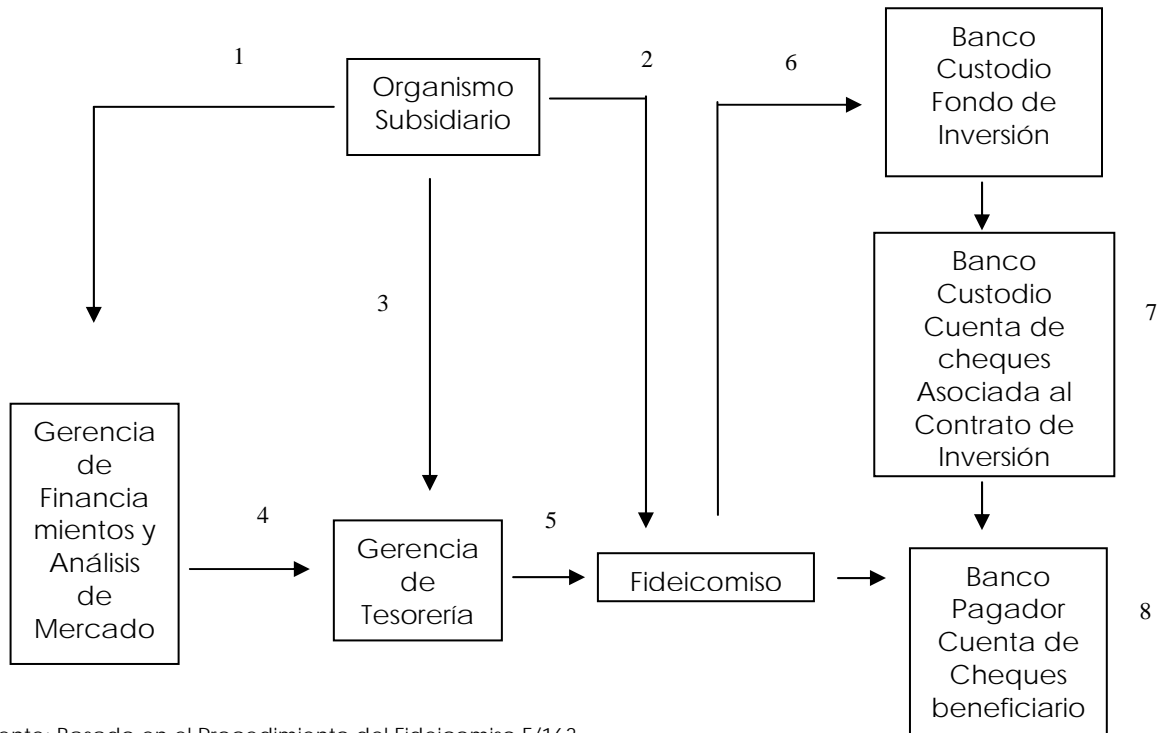 1
Organismo
Subsidiario
2
6
Banco
Custodio
Fondo de
Inversión
3
Banco
Custodio
Cuenta de
cheques
Asociada al
Contrato de
Inversión
7
Gerencia
de
Financia
mientos y
Análisis
de
Mercado
4
Gerencia
de
Tesorería
5
Fideicomiso
Banco
Pagador
Cuenta de
Cheques
beneficiario
8
Basado en el Procedimiento del Fideicomiso F/163